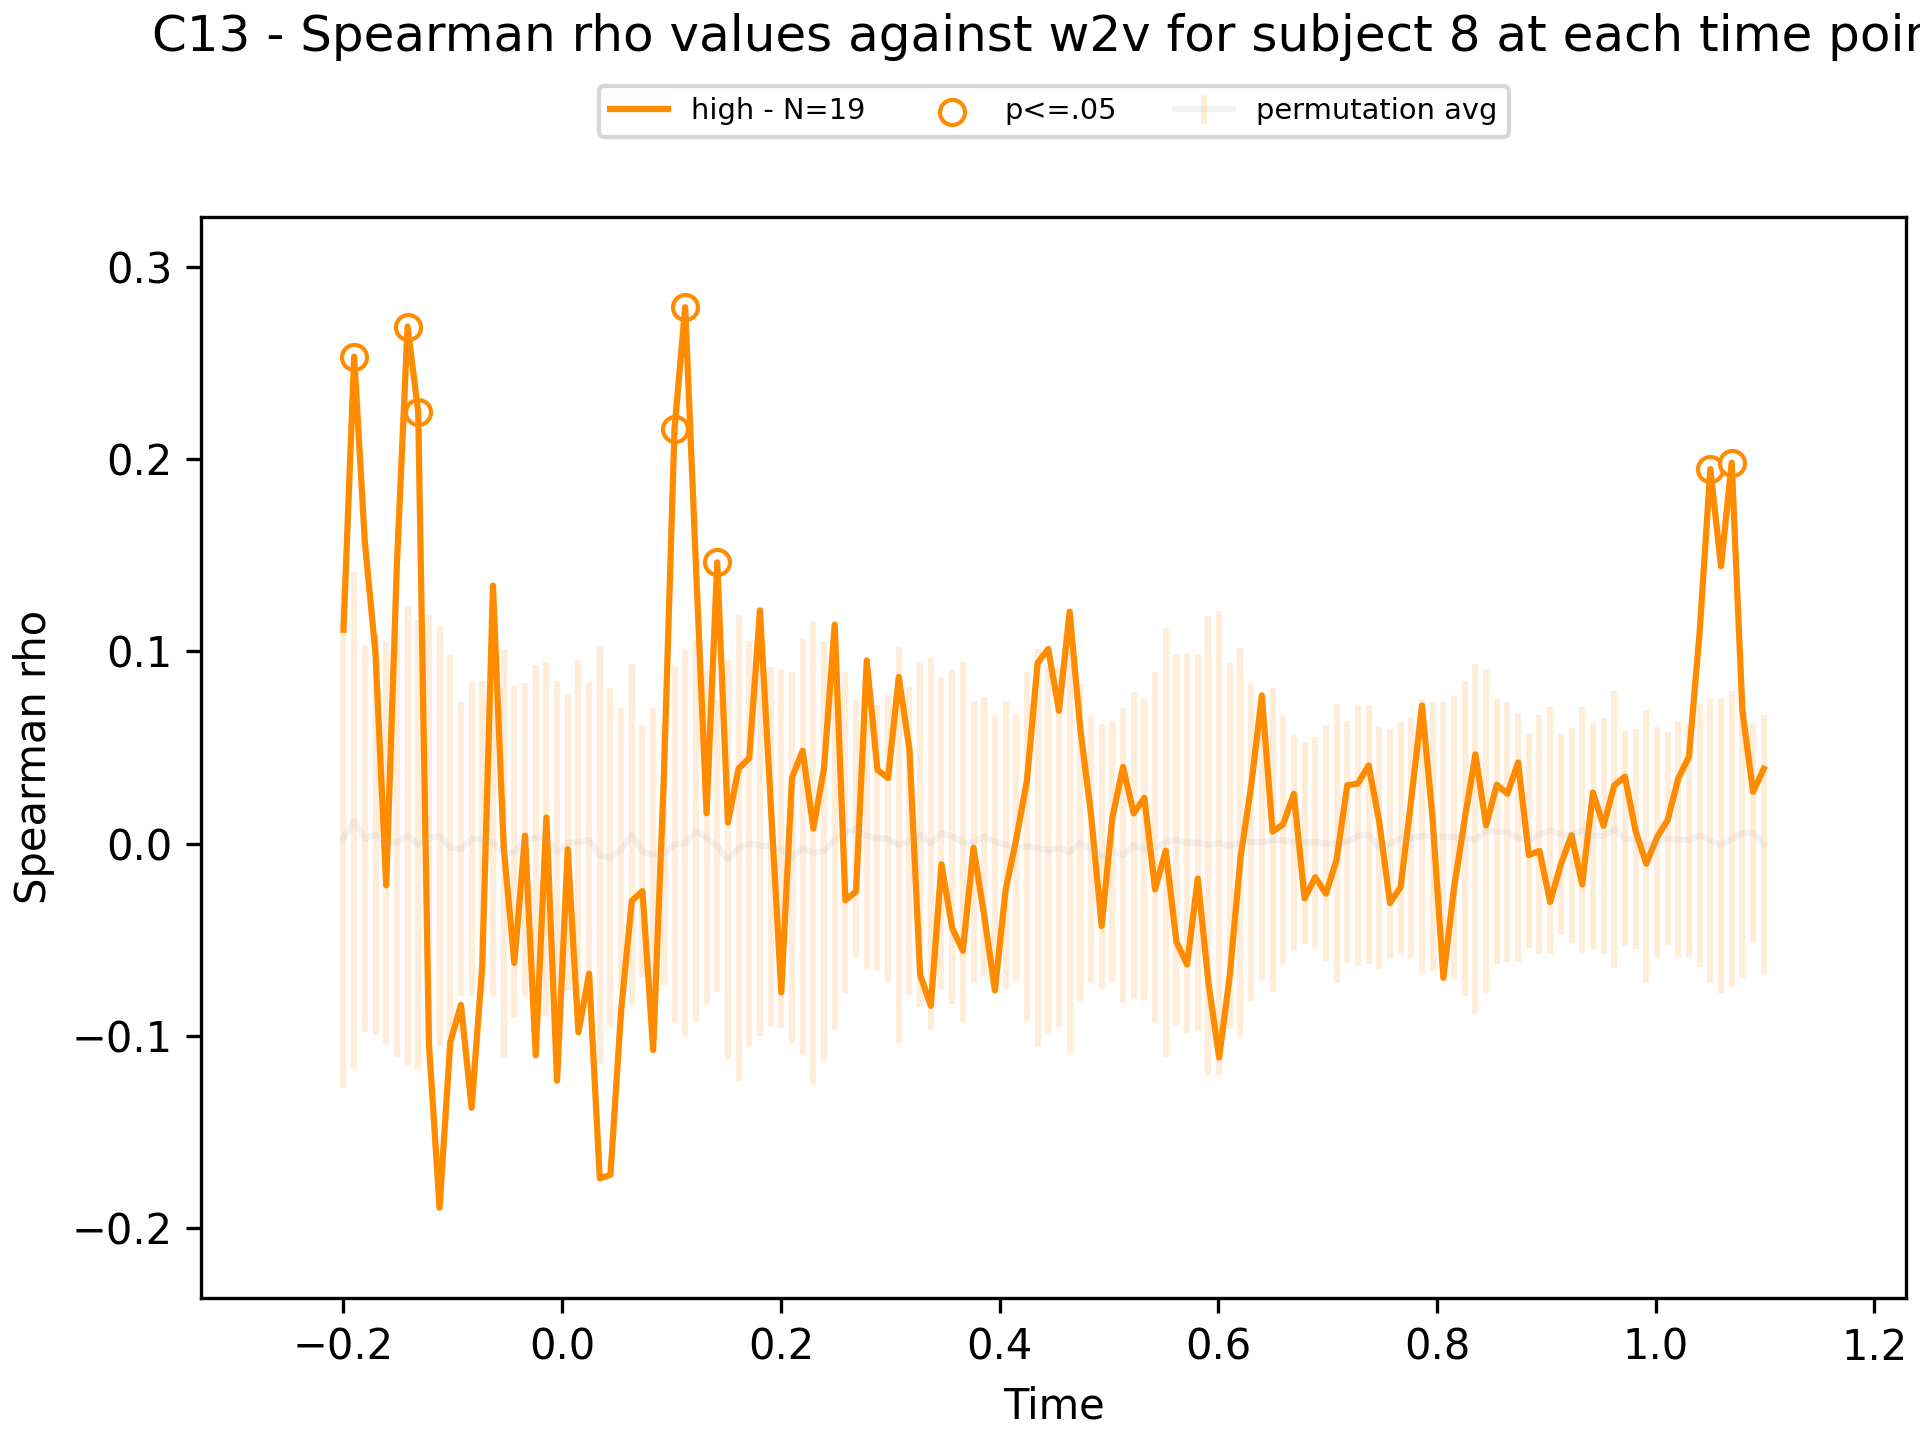 C13 - Spearman rho values against w2v for subject 8 at each time
high - N=19 p<=.05 permutation avg
0.3
0.2
0.1
0.0
−0.1
−0.2
Spearman rho
−0.2 0.0 0.2 0.4 0.6 0.8 1.0 1.2
Time